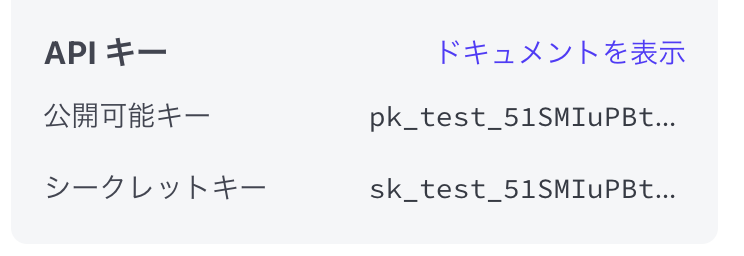 API キー
ドキュメントを表示
公開可能キー
pk_test_51SMIuPBt...
シークレットキー
sk_test_51SMIuPBt...